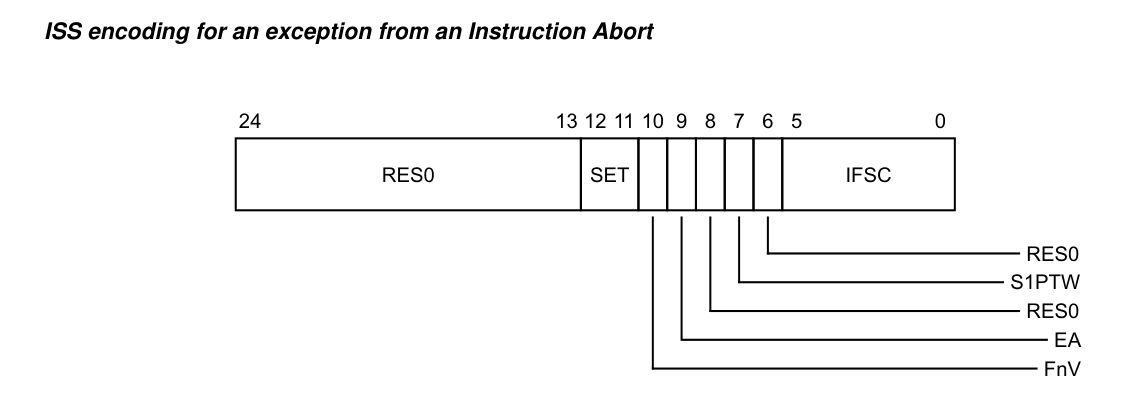 ISS encoding for an exception from an Instruction Abort
24 13 12 11 10 9 8 7 6 5 0
RES0 SET IFSC
RES0
S1PTW
RES0
EA
FnV